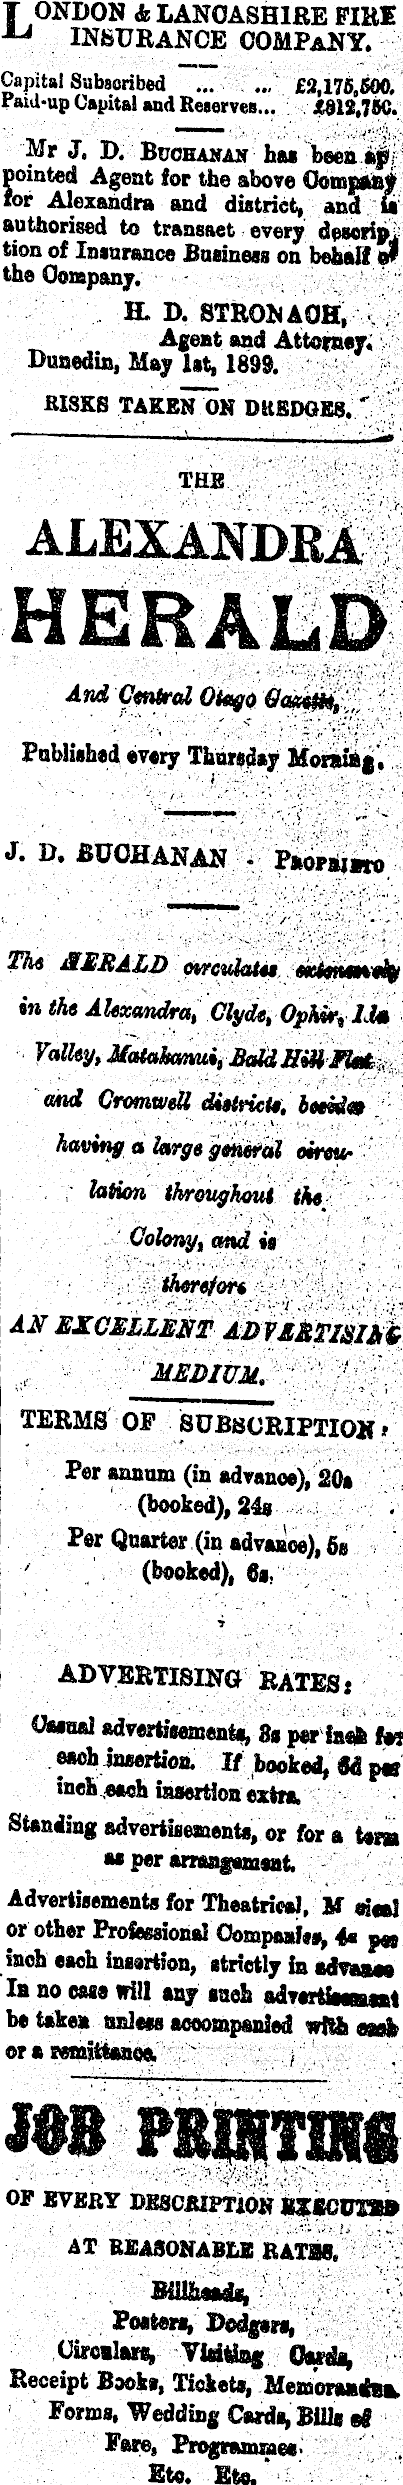 LONDON & LANCASHIRE FIRE
INSURANCE COMPANY.
Capital Subscribed ... ... £2,175,500.
Paid-up Capital and Reserves... £812,750.
Mr J. D. BUCHANAN has been ap-
pointed Agent for the above Company
for Alexandra and district, and is
authorised to transact every descrip-
tion of Insurance Business on behalf of
the Company.
H. D. STRONACH,
Agent and Attorney.
Dunedin, May 1st, 1899.
RISKS TAKEN ON DREDGES.
THE
ALEXANDRA
HERALD
And Central Otago Gazette,
Published every Thursday Morning.
J. D. BUCHANAN - PROPRIETO
The HERALD circulates extensively
in the Alexandra, Clyde, Ophir, Ida
Valley, Matakanui, Bald Hill Flat
and Cromwell districts, besides
having a large general circu-
lation throughout the
Colony, and is
therefore
AN EXCELLENT ADVERTISING
MEDIUM.
TERMS OF SUBSCRIPTION:
Per annum (in advance), 20s
(booked), 24s
Per Quarter (in advance), 5s
(booked), 6s.
ADVERTISING RATES:
Casual advertisements, 3s per inch for
each insertion. If booked, 6d per
inch each insertion extra.
Standing advertisements, or for a term
as per arrangement.
Advertisements for Theatrical, M sical
or other Professional Companies, 4s per
inch each insertion, strictly in advance
In no case will any such advertisement
be taken unless accompanied with cash
or a remittance.
JOB PRINTING
OF EVERY DESCRIPTION EXECUTED
AT REASONABLE RATES.
Billheads,
Posters, Dodgers,
Circulars, Visiting Cards,
Receipt Books, Tickets, Memorandua.
Forms, Wedding Cards, Bills of
Fare, Programmes.
Etc. Etc.